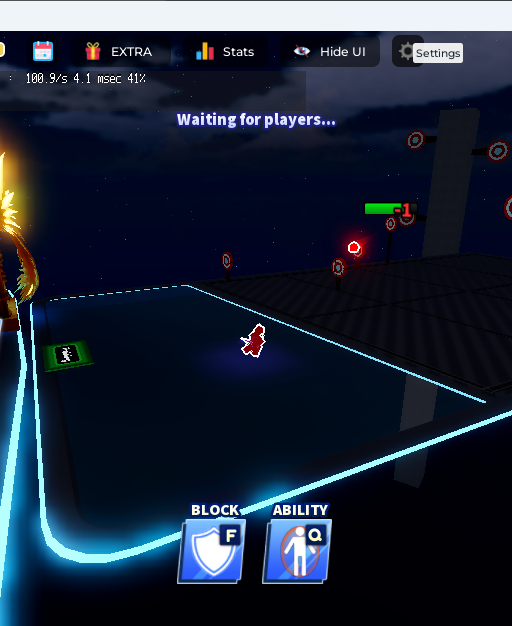 EXTRA
Stats
Hide UI
Settings
: 100.9/s 4.1 msec 41%
Waiting for players...
-1
BLOCK
ABILITY
F
Q